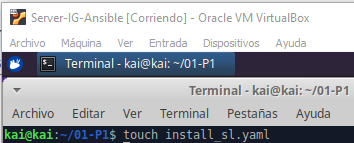 Server-IG-Ansible [Corriendo] - Oracle VM VirtualBox
Archivo Máquina Ver Entrada Dispositivos Ayuda
Terminal - kai@kai: ~/01-P1
Terminal - kai@kai: ~/01-P1
Archivo Editar Ver Terminal Pestañas Ayuda
kai@kai:~/01-P1$ touch install_sl.yaml